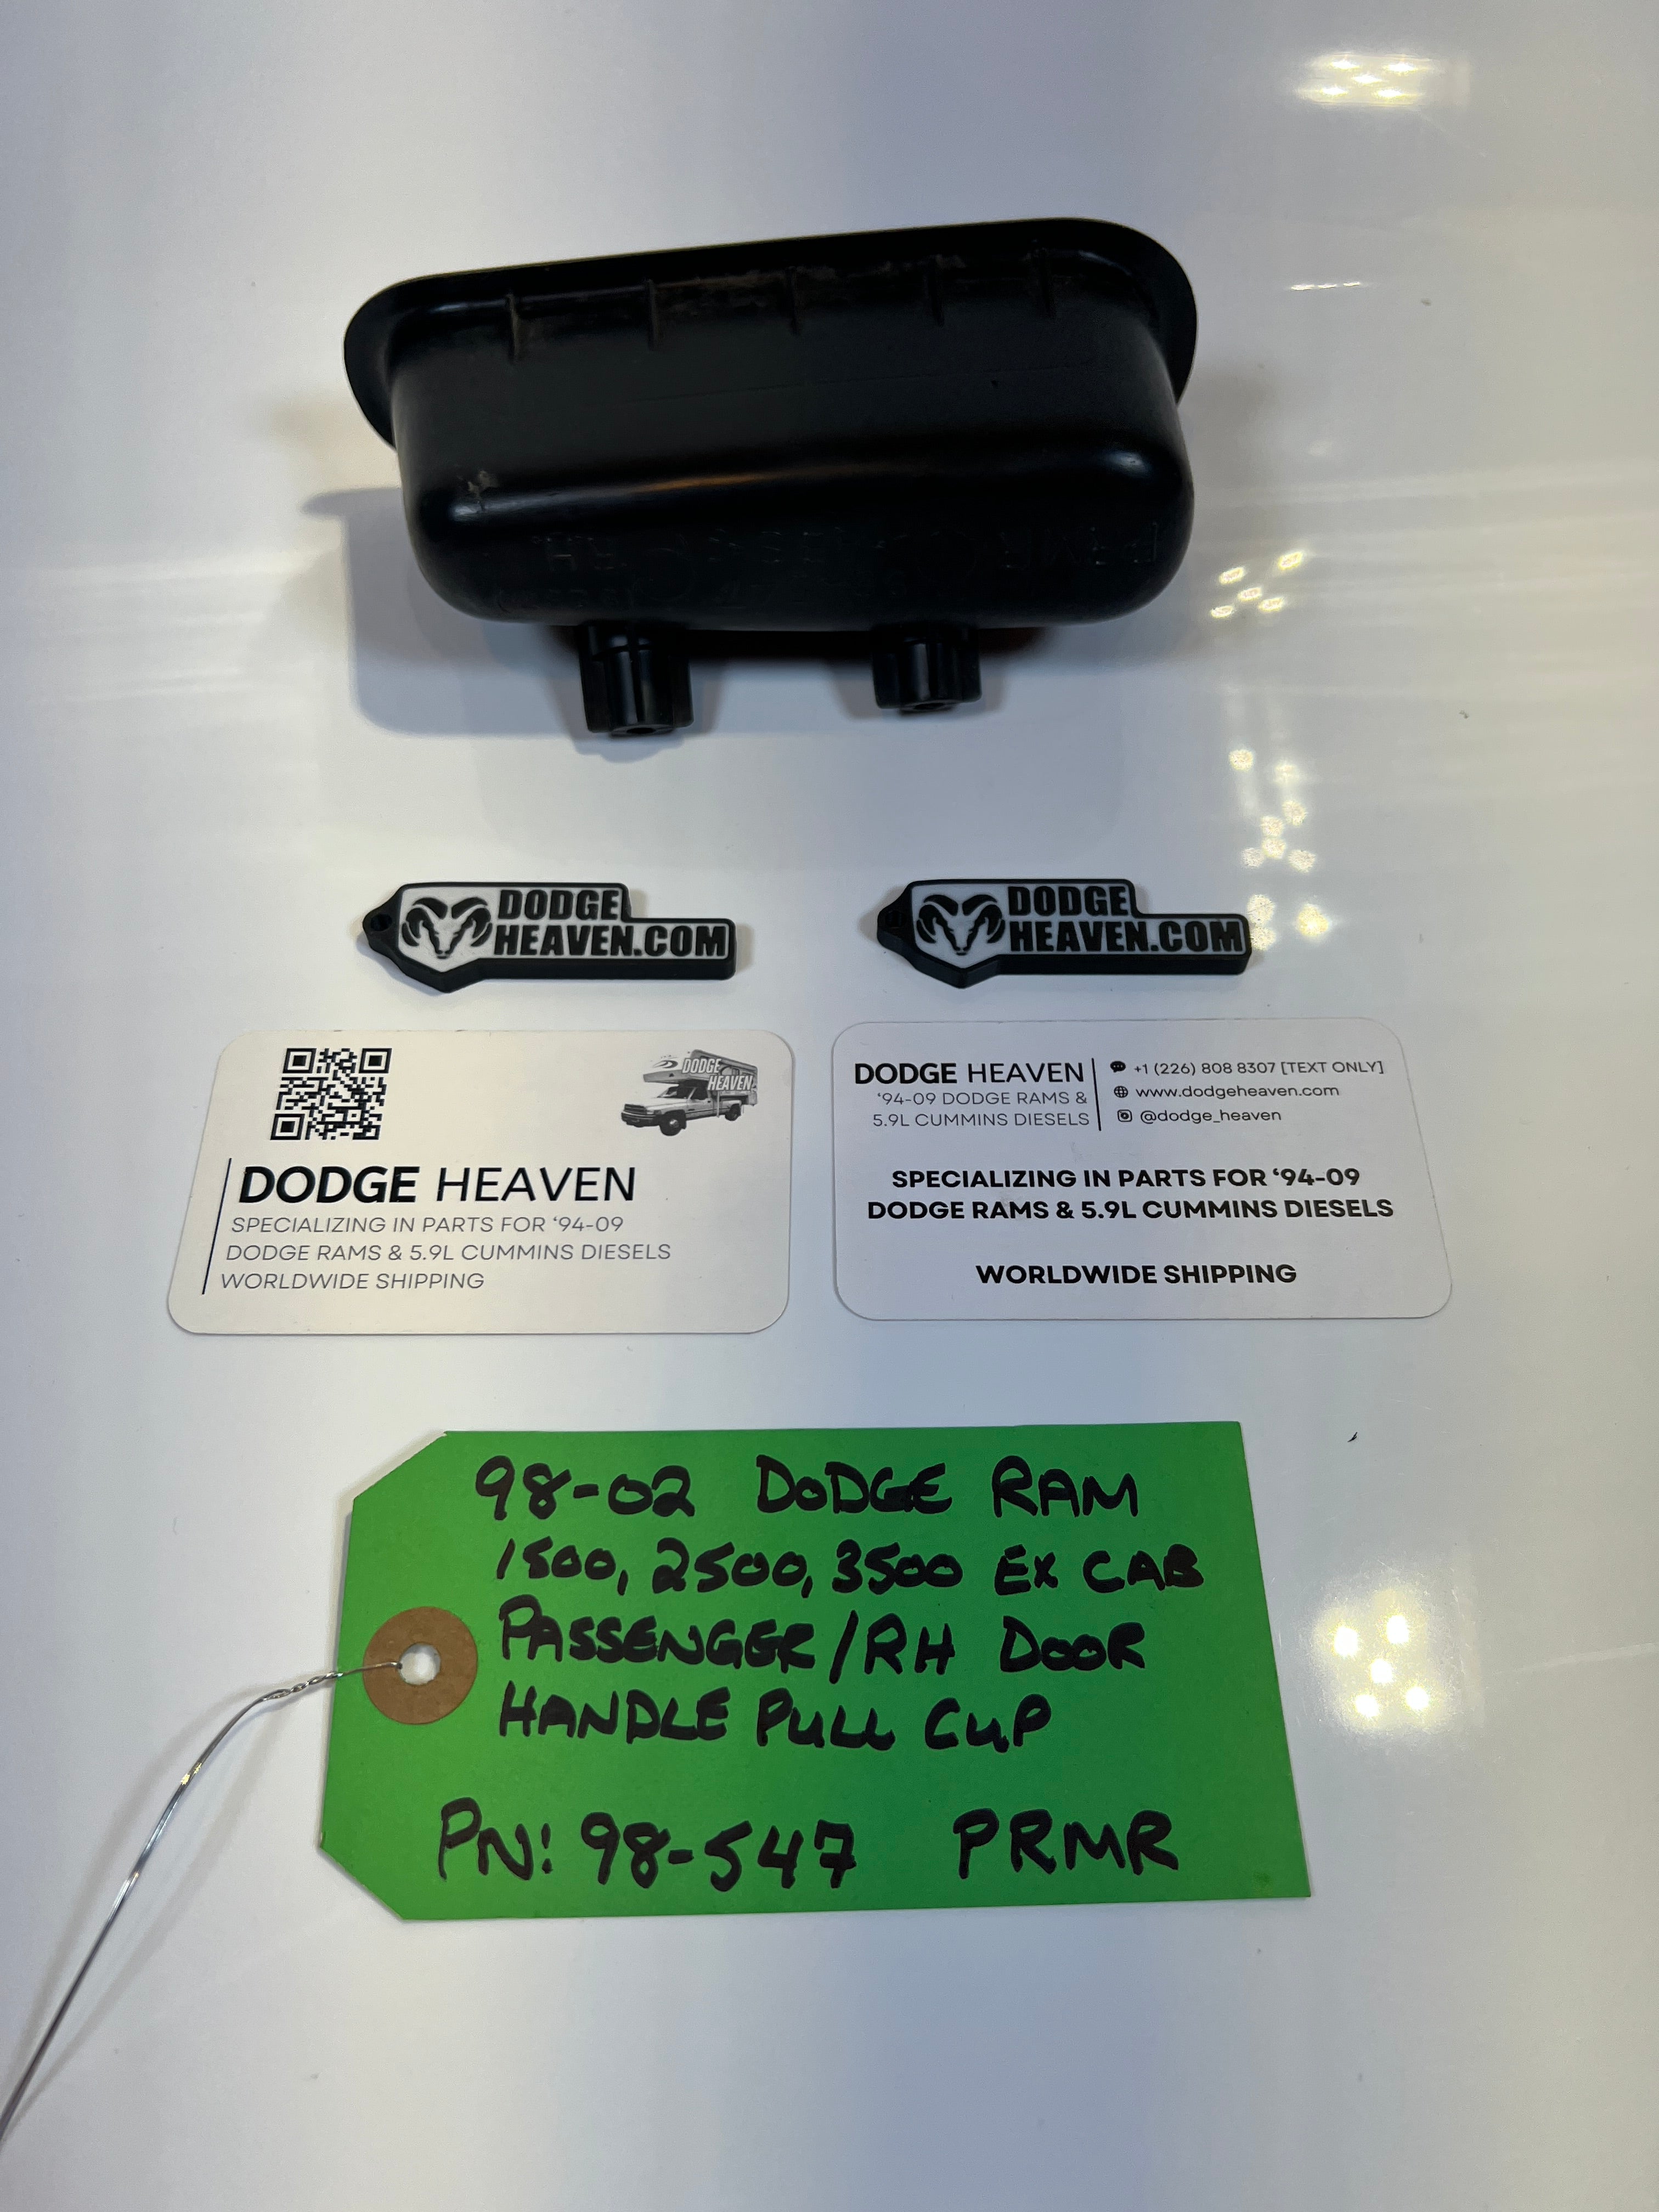 RH
DODGE
HEAVEN.COM
DODGE
HEAVEN.COM
DODGE
HEAVEN
DODGE HEAVEN
SPECIALIZING IN PARTS FOR ‘94-09
DODGE RAMS & 5.9L CUMMINS DIESELS
WORLDWIDE SHIPPING
DODGE HEAVEN
‘94-09 DODGE RAMS &
5.9L CUMMINS DIESELS
+1 (226) 808 8307 [TEXT ONLY]
www.dodgeheaven.com
@dodge_heaven
SPECIALIZING IN PARTS FOR ‘94-09
DODGE RAMS & 5.9L CUMMINS DIESELS
WORLDWIDE SHIPPING
98-02 DODGE RAM
1500, 2500, 3500 EX CAB
PASSENGER/RH DOOR
HANDLE PULL CUP
PN: 98-547 PRMR